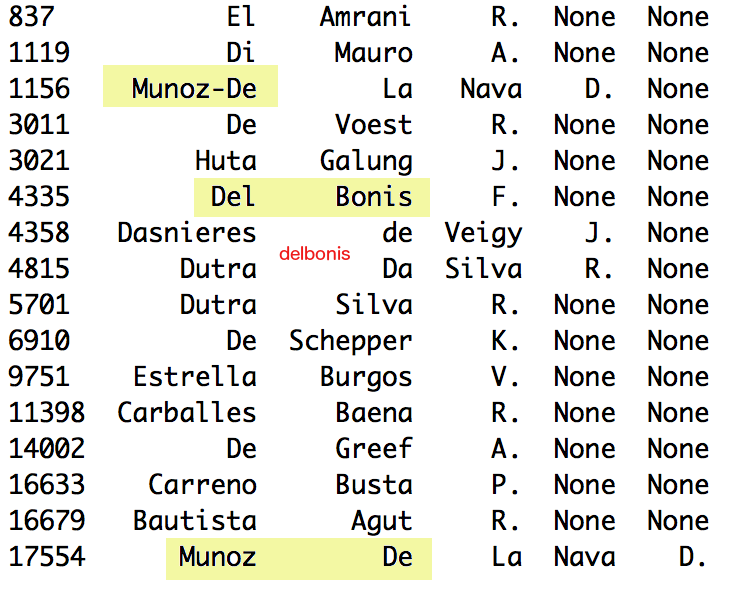 837 El Amrani R. None None
1119 Di Mauro A. None None
1156 Munoz-De La Nava D. None
3011 De Voest R. None None
3021 Huta Galung J. None None
4335 Del Bonis F. None None
4358 Dasnieres de Veigy J. None
delbonis
4815 Dutra Da Silva R. None
5701 Dutra Silva R. None None
6910 De Schepper K. None None
9751 Estrella Burgos V. None None
11398 Carballes Baena R. None None
14002 De Greef A. None None
16633 Carreno Busta P. None None
16679 Bautista Agut R. None None
17554 Munoz De La Nava D.